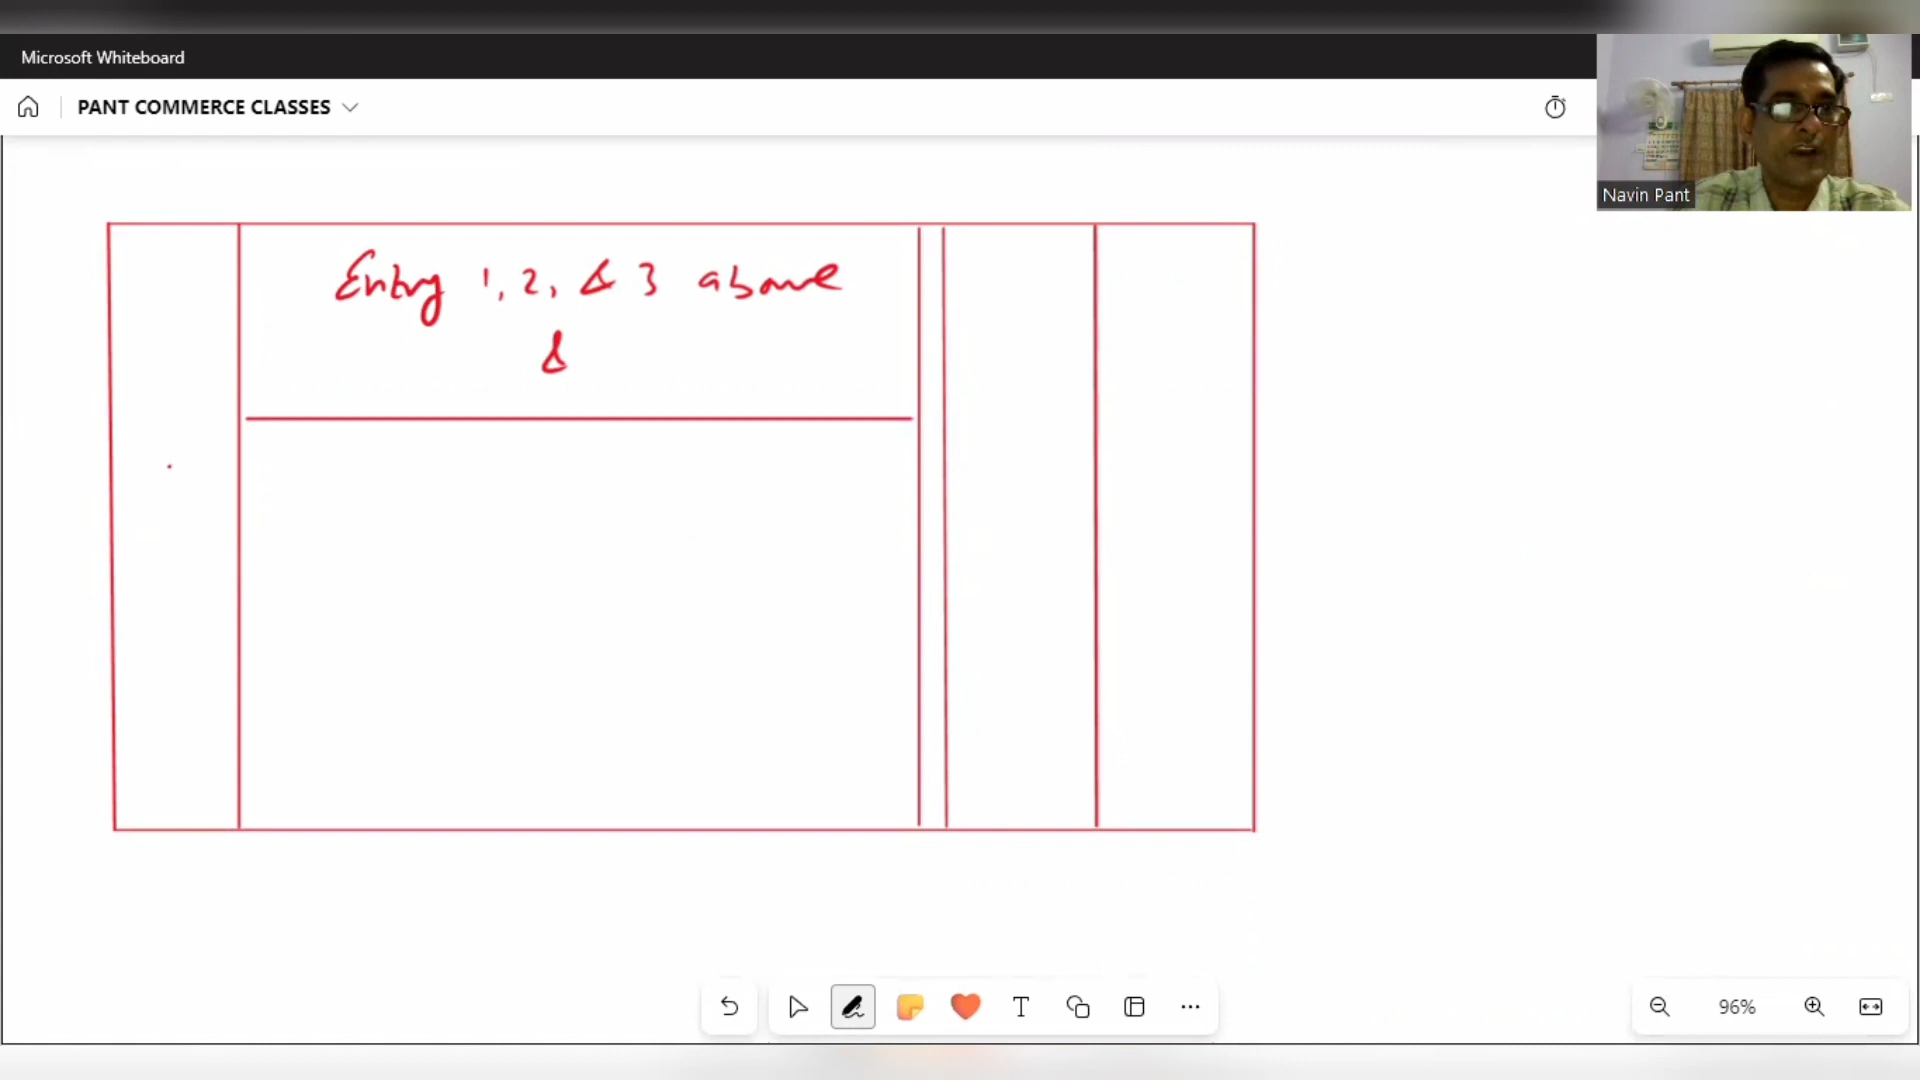 Microsoft Whiteboard
PANT COMMERCE CLASSES
Navin Pant
Entry 1, 2, & 3 above
&
T
96%